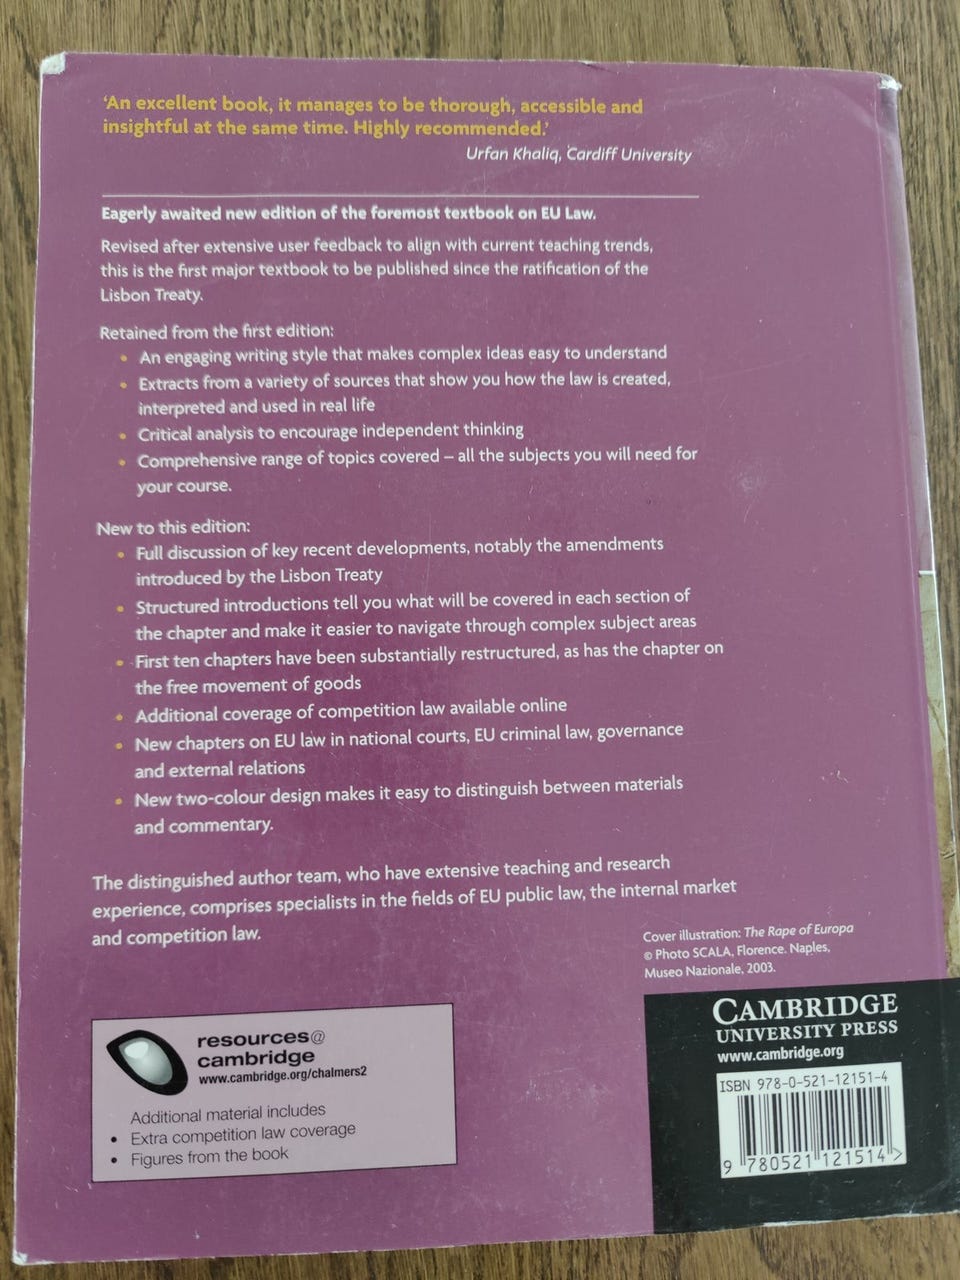 ‘An excellent book, it manages to be thorough, accessible and
insightful at the same time. Highly recommended.’
Urfan Khaliq, Cardiff University
Eagerly awaited new edition of the foremost textbook on EU Law.
Revised after extensive user feedback to align with current teaching trends,
this is the first major textbook to be published since the ratification of the
Lisbon Treaty.
Retained from the first edition:
• An engaging writing style that makes complex ideas easy to understand
• Extracts from a variety of sources that show you how the law is created,
interpreted and used in real life
• Critical analysis to encourage independent thinking
• Comprehensive range of topics covered – all the subjects you will need for
your course.
New to this edition:
• Full discussion of key recent developments, notably the amendments
introduced by the Lisbon Treaty
• Structured introductions tell you what will be covered in each section of
the chapter and make it easier to navigate through complex subject areas
• First ten chapters have been substantially restructured, as has the chapter on
the free movement of goods
• Additional coverage of competition law available online
• New chapters on EU law in national courts, EU criminal law, governance
and external relations
• New two-colour design makes it easy to distinguish between materials
and commentary.
The distinguished author team, who have extensive teaching and research
experience, comprises specialists in the fields of EU public law, the internal market
and competition law.
Cover illustration: The Rape of Europa
© Photo SCALA, Florence. Naples,
Museo Nazionale, 2003.
resources@
cambridge
www.cambridge.org/chalmers2
Additional material includes
• Extra competition law coverage
• Figures from the book
CAMBRIDGE
UNIVERSITY PRESS
www.cambridge.org
ISBN 978-0-521-12151-4
9 780521 121514 >